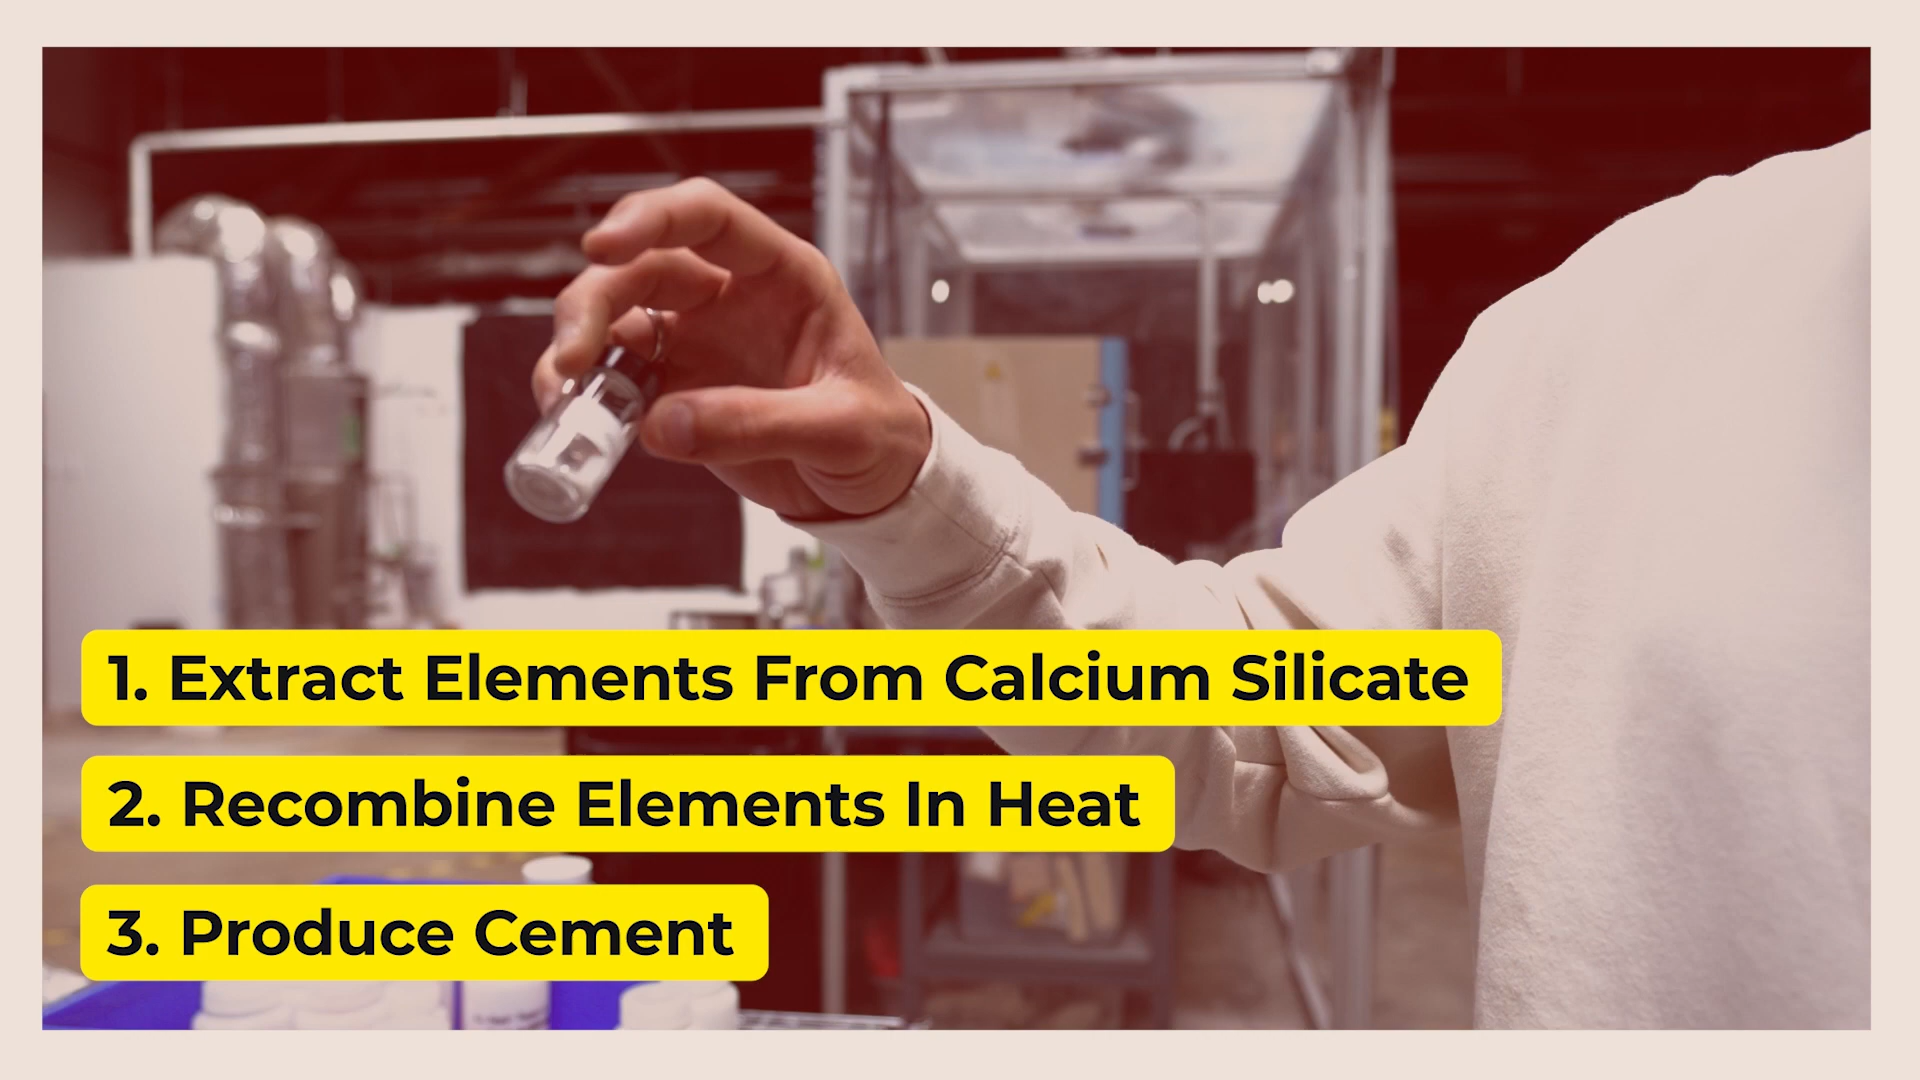 1. Extract Elements From Calcium Silicate
2. Recombine Elements In Heat
3. Produce Cement